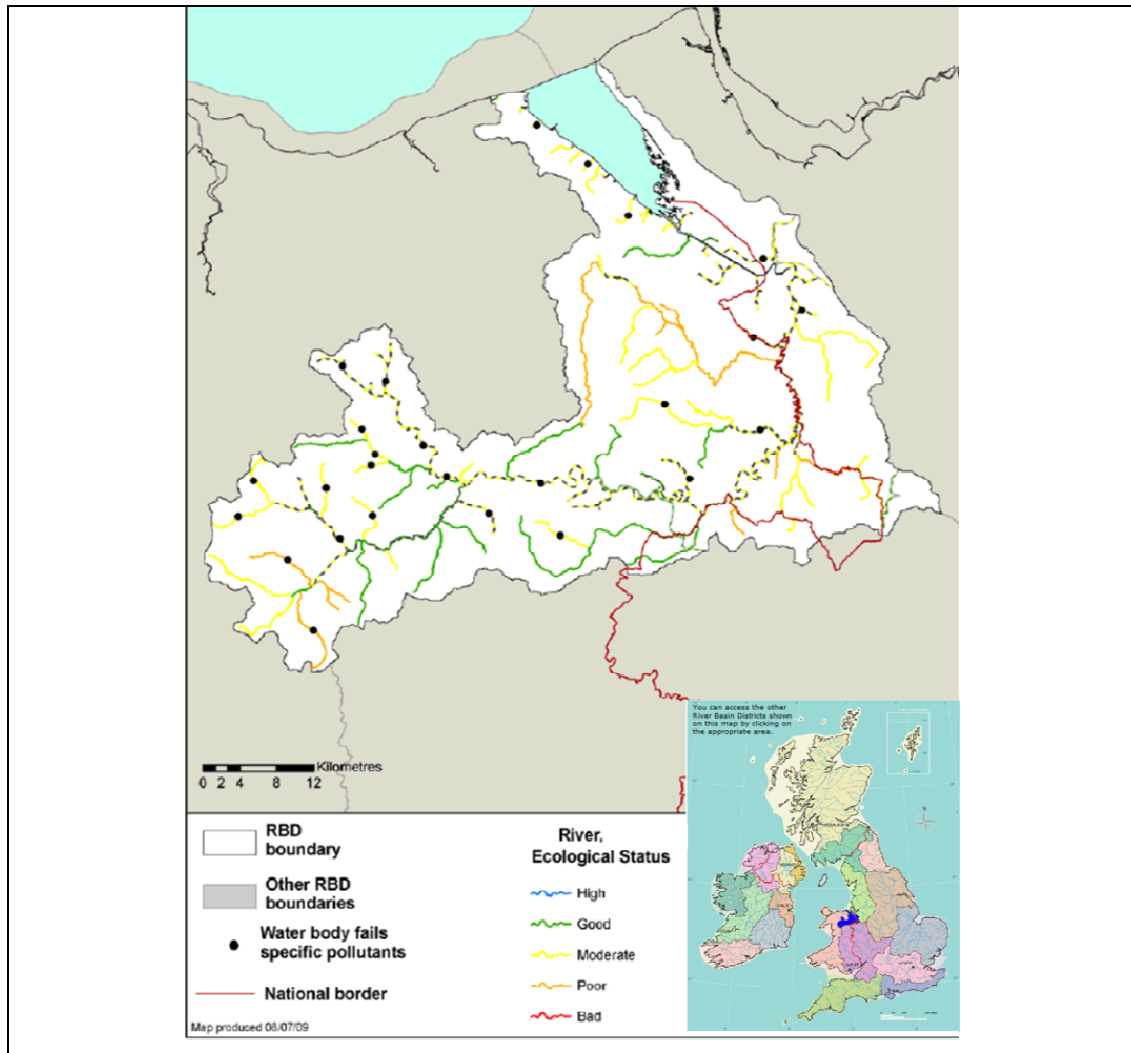 You can access the other
River Basin Districts shown
on this map by clicking on
the appropriate area.
Kilometres
0 2 4 8 12
RBD
boundary
Other RBD
boundaries
Water body fails
specific pollutants
National border
Map produced 08/07/09
River,
Ecological Status
High
Good
Moderate
Poor
Bad